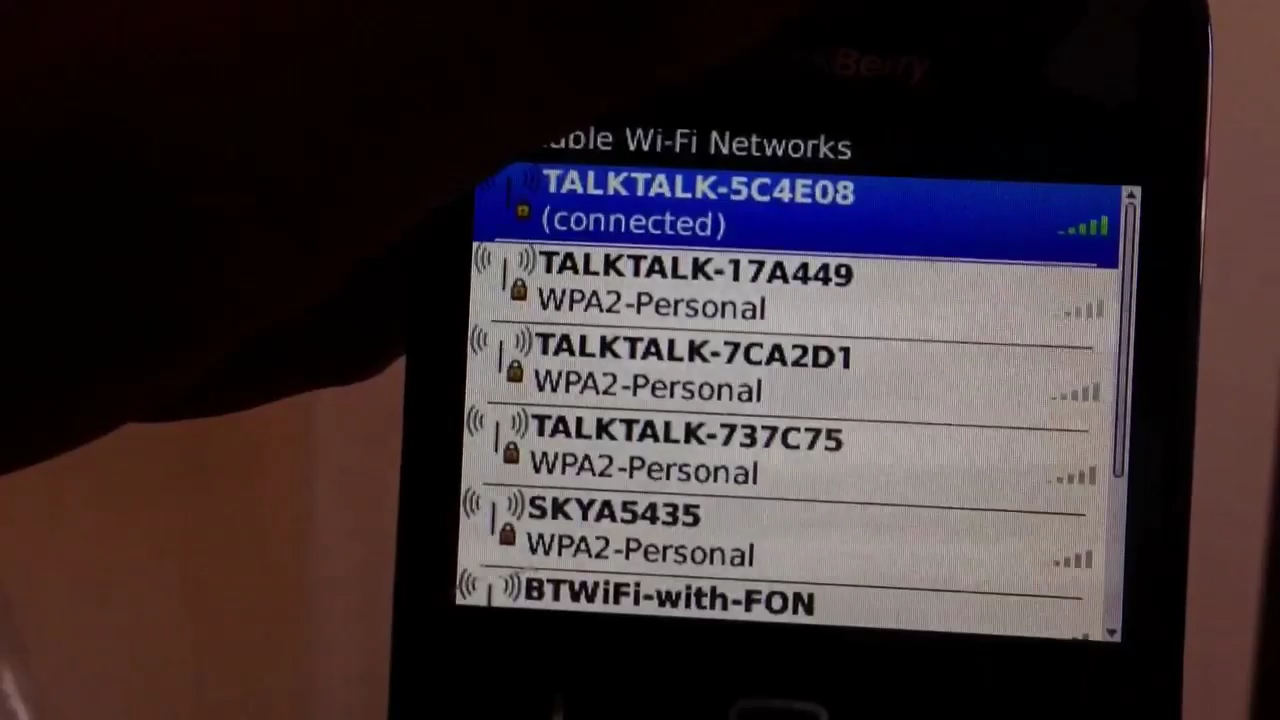 Berry
Wi-Fi Networks
TALKTALK-5C4E08
(connected)
TALKTALK-17A449
WPA2-Personal
TALKTALK-7CA2D1
WPA2-Personal
TALKTALK-737C75
WPA2-Personal
SKYA5435
WPA2-Personal
BTWiFi-with-FON